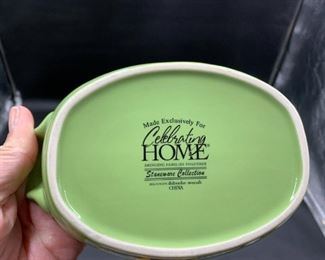 Made Exclusively For
Celebrating
HOME®
BRINGING FAMILIES TOGETHER
Stoneware Collection
CHINA